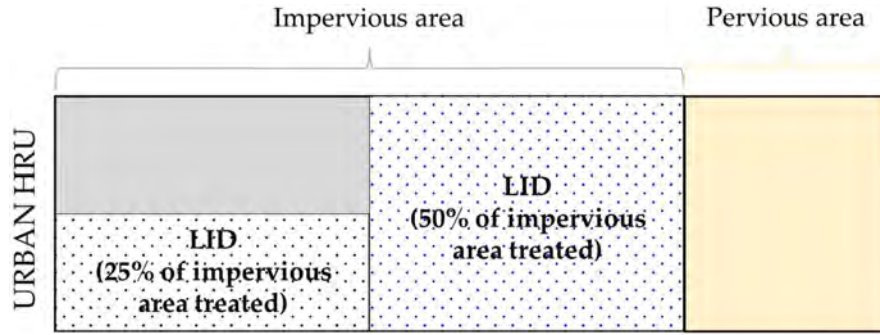 Impervious area
Pervious area
URBAN HRU
LID
(25% of impervious
area treated)
LID
(50% of impervious
area treated)